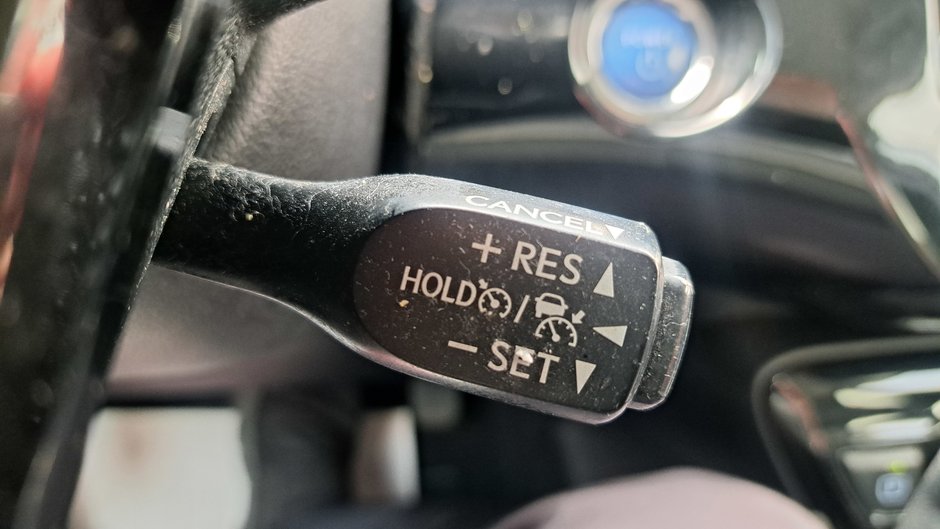 CANCEL
+ RES
HOLD /
− SET